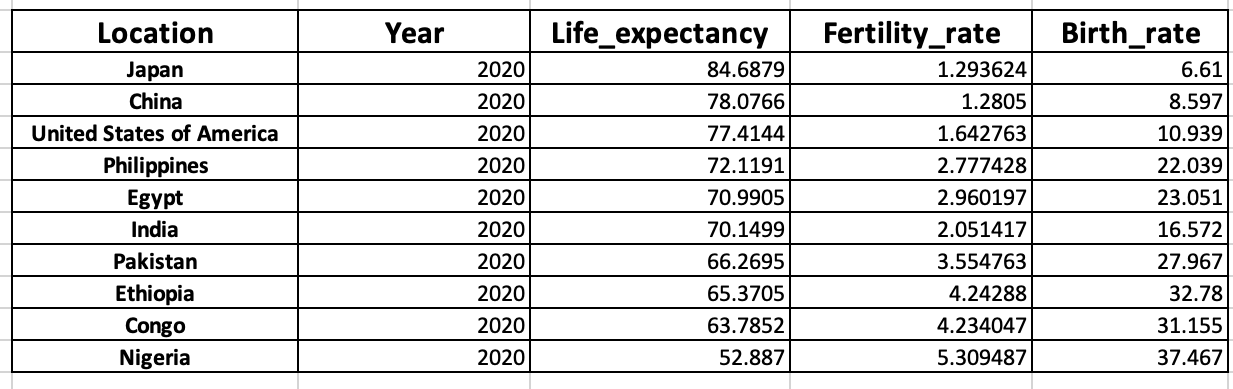 Location Year Life_expectancy Fertility_rate Birth_rate
Japan 2020 84.6879 1.293624 6.61
China 2020 78.0766 1.2805 8.597
United States of America 2020 77.4144 1.642763 10.939
Philippines 2020 72.1191 2.777428 22.039
Egypt 2020 70.9905 2.960197 23.051
India 2020 70.1499 2.051417 16.572
Pakistan 2020 66.2695 3.554763 27.967
Ethiopia 2020 65.3705 4.24288 32.78
Congo 2020 63.7852 4.234047 31.155
Nigeria 2020 52.887 5.309487 37.467